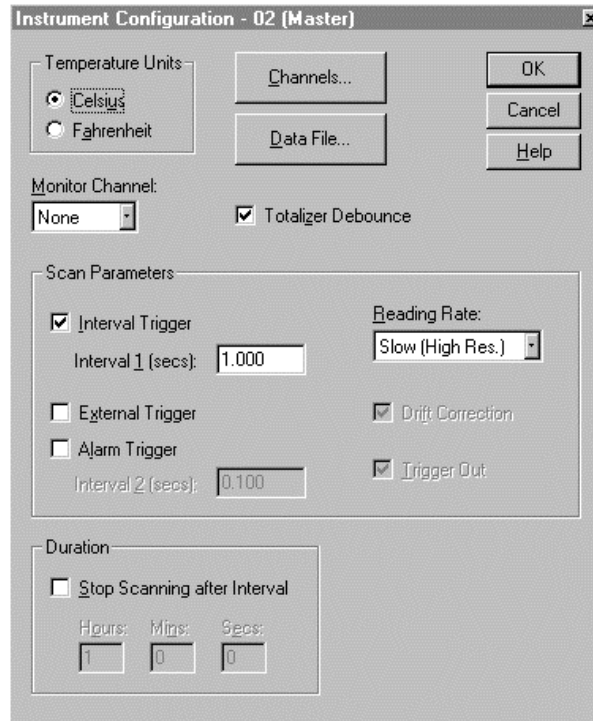 Instrument Configuration - 02 (Master)
Temperature Units
Celsius
Fahrenheit
Channels...
Data File...
OK
Cancel
Help
Monitor Channel:
None
Totalizer Debounce
Scan Parameters
Interval Trigger
Interval 1 (secs): 1.000
External Trigger
Alarm Trigger
Interval 2 (secs): 0.100
Reading Rate:
Slow (High Res.)
Drift Correction
Trigger Out
Duration
Stop Scanning after Interval
Hours: Mins: Secs:
1 0 0